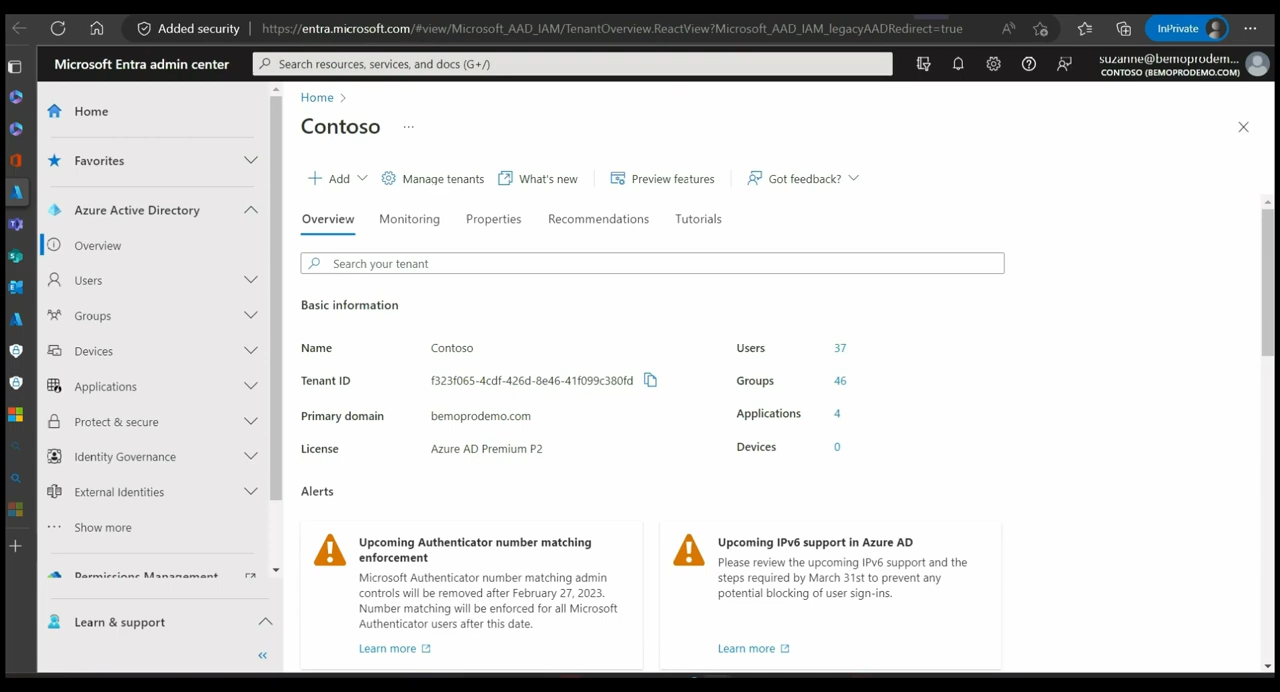 Added security
https://entra.microsoft.com/#view/Microsoft_AAD_IAM/TenantOverview.ReactView?Microsoft_AAD_IAM_legacyAADRedirect=true
InPrivate
Microsoft Entra admin center
Search resources, services, and docs (G+/)
suzanne@bemoprodem...
CONTOSO (BEMOPRODEMO.COM)
Home
Favorites
Azure Active Directory
Overview
Users
Groups
Devices
Applications
Protect & secure
Identity Governance
External Identities
Show more
Permissions Management
Learn & support
Home
Contoso
Add
Manage tenants
What's new
Preview features
Got feedback?
Overview
Monitoring
Properties
Recommendations
Tutorials
Search your tenant
Basic information
Name Contoso
Tenant ID f323f065-4cdf-426d-8e46-41f099c380fd
Primary domain bemoprodemo.com
License Azure AD Premium P2
Users 37
Groups 46
Applications 4
Devices 0
Alerts
Upcoming Authenticator number matching
enforcement
Microsoft Authenticator number matching admin
controls will be removed after February 27, 2023.
Number matching will be enforced for all Microsoft
Authenticator users after this date.
Learn more
Upcoming IPv6 support in Azure AD
Please review the upcoming IPv6 support and the
steps required by March 31st to prevent any
potential blocking of user sign-ins.
Learn more